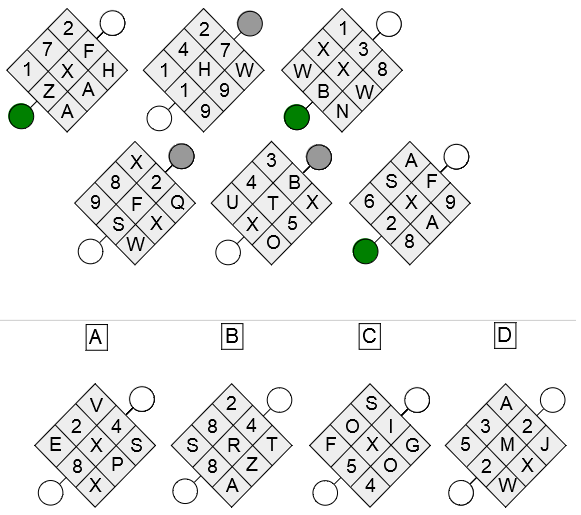 2
7 F
1 X H
Z A
A
2
4 7
1 H W
1 9
9
1
X 3
W X 8
B W
N
X
8 2
9 F Q
S X
W
3
4 B
U T X
X 5
O
A
S F
6 X 9
2 A
8
A B C D
V
2 4
E X S
8 P
X
2
8 4
S R T
8 Z
A
S
O I
F X G
5 O
4
A
3 2
5 M J
2 X
W